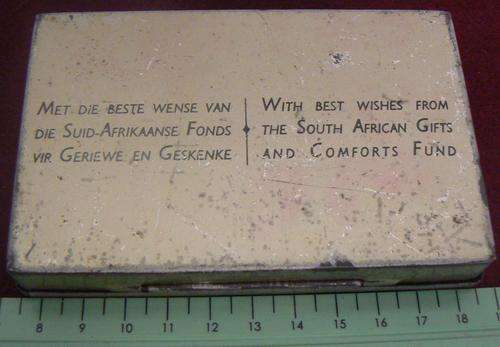 MET DIE BESTE WENSE VAN
DIE SUID-AFRIKAANSE FONDS
VIR GERIEWE EN GESKENKE
WITH BEST WISHES FROM
THE SOUTH AFRICAN GIFTS
AND COMFORTS FUND
8 9 10 11 12 13 14 15 16 17 18